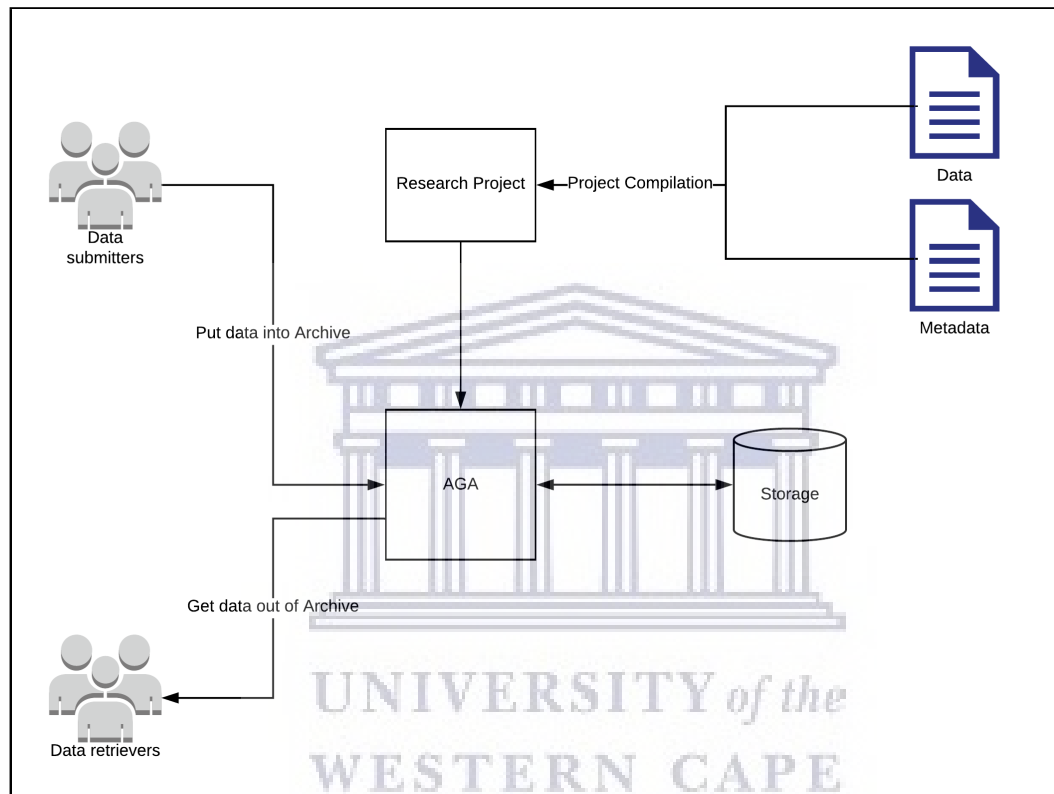 Data
Metadata
Research Project
Project Compilation
Data
submitters
Put data into Archive
AGA
Storage
Get data out of Archive
Data retrievers
UNIVERSITY of the
WESTERN CAPE